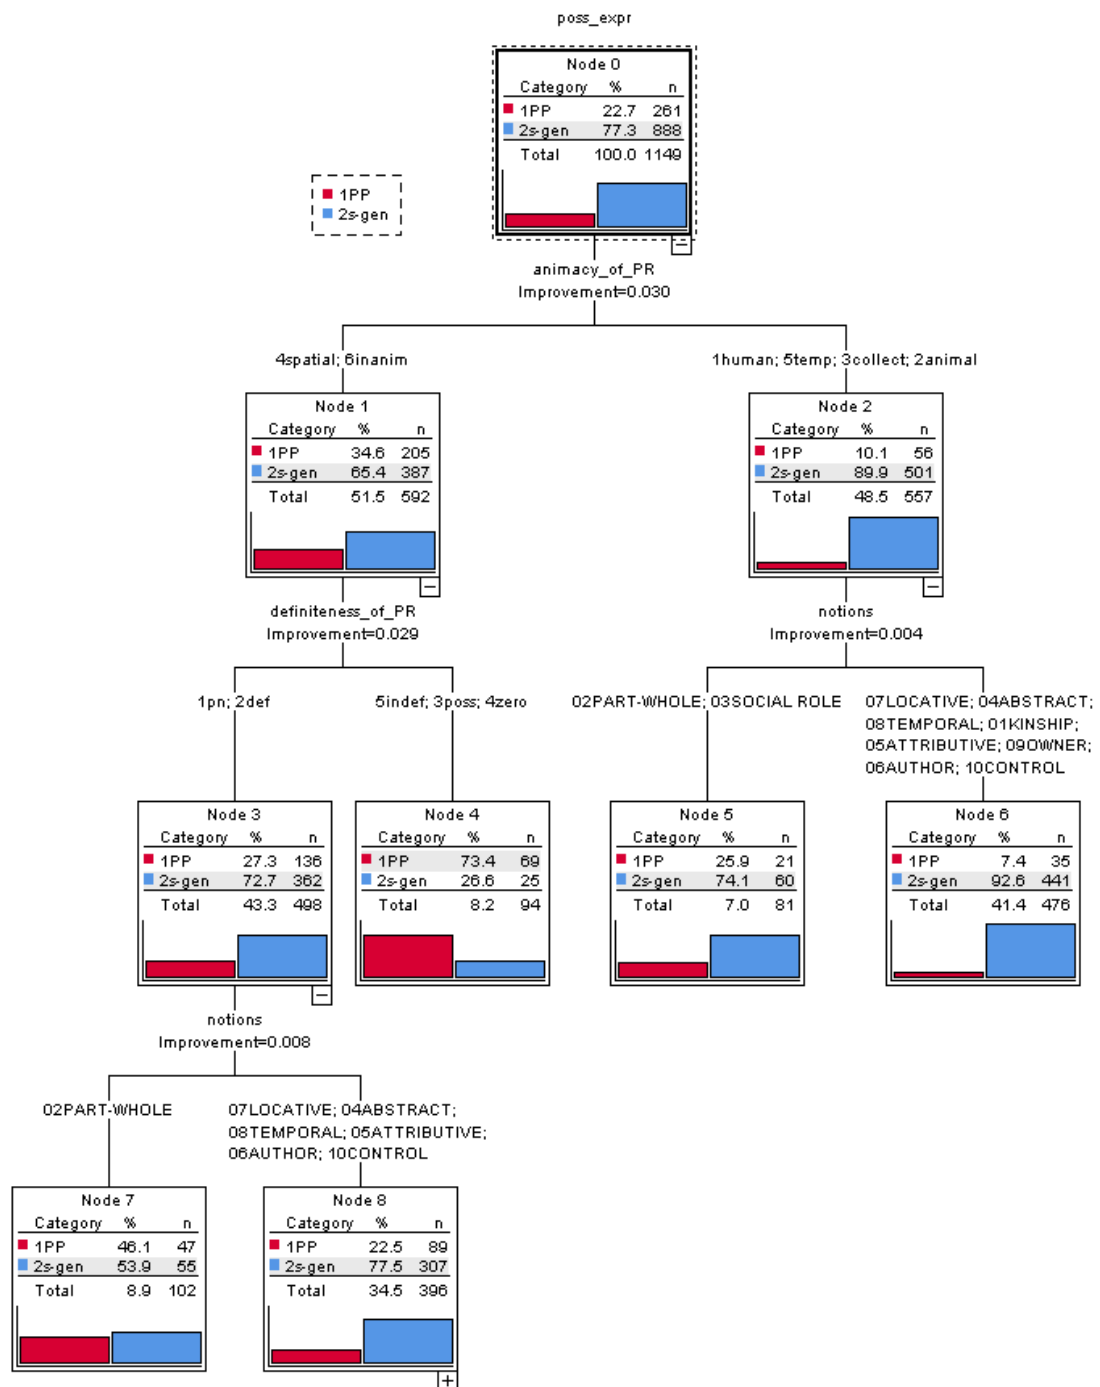 poss_expr
Node 0
Category % n
1PP 22.7 261
2s-gen 77.3 888
Total 100.0 1149
1PP
2s-gen
animacy_of_PR
Improvement=0.030
4spatial; 6inanim
1human; 5temp; 3collect; 2animal
Node 1
Category % n
1PP 34.6 205
2s-gen 65.4 387
Total 51.5 592
Node 2
Category % n
1PP 10.1 56
2s-gen 89.9 501
Total 48.5 557
definiteness_of_PR
Improvement=0.029
notions
Improvement=0.004
1pn; 2def
5indef; 3poss; 4zero
02PART-WHOLE; 03SOCIAL ROLE
07LOCATIVE; 04ABSTRACT;
08TEMPORAL; 01KINSHIP;
05ATTRIBUTIVE; 09OWNER;
06AUTHOR; 10CONTROL
Node 3
Category % n
1PP 27.3 136
2s-gen 72.7 362
Total 43.3 498
Node 4
Category % n
1PP 73.4 69
2s-gen 26.6 25
Total 8.2 94
Node 5
Category % n
1PP 25.9 21
2s-gen 74.1 60
Total 7.0 81
Node 6
Category % n
1PP 7.4 35
2s-gen 92.6 441
Total 41.4 476
notions
Improvement=0.008
02PART-WHOLE
07LOCATIVE; 04ABSTRACT;
08TEMPORAL; 05ATTRIBUTIVE;
06AUTHOR; 10CONTROL
Node 7
Category % n
1PP 46.1 47
2s-gen 53.9 55
Total 8.9 102
Node 8
Category % n
1PP 22.5 89
2s-gen 77.5 307
Total 34.5 396